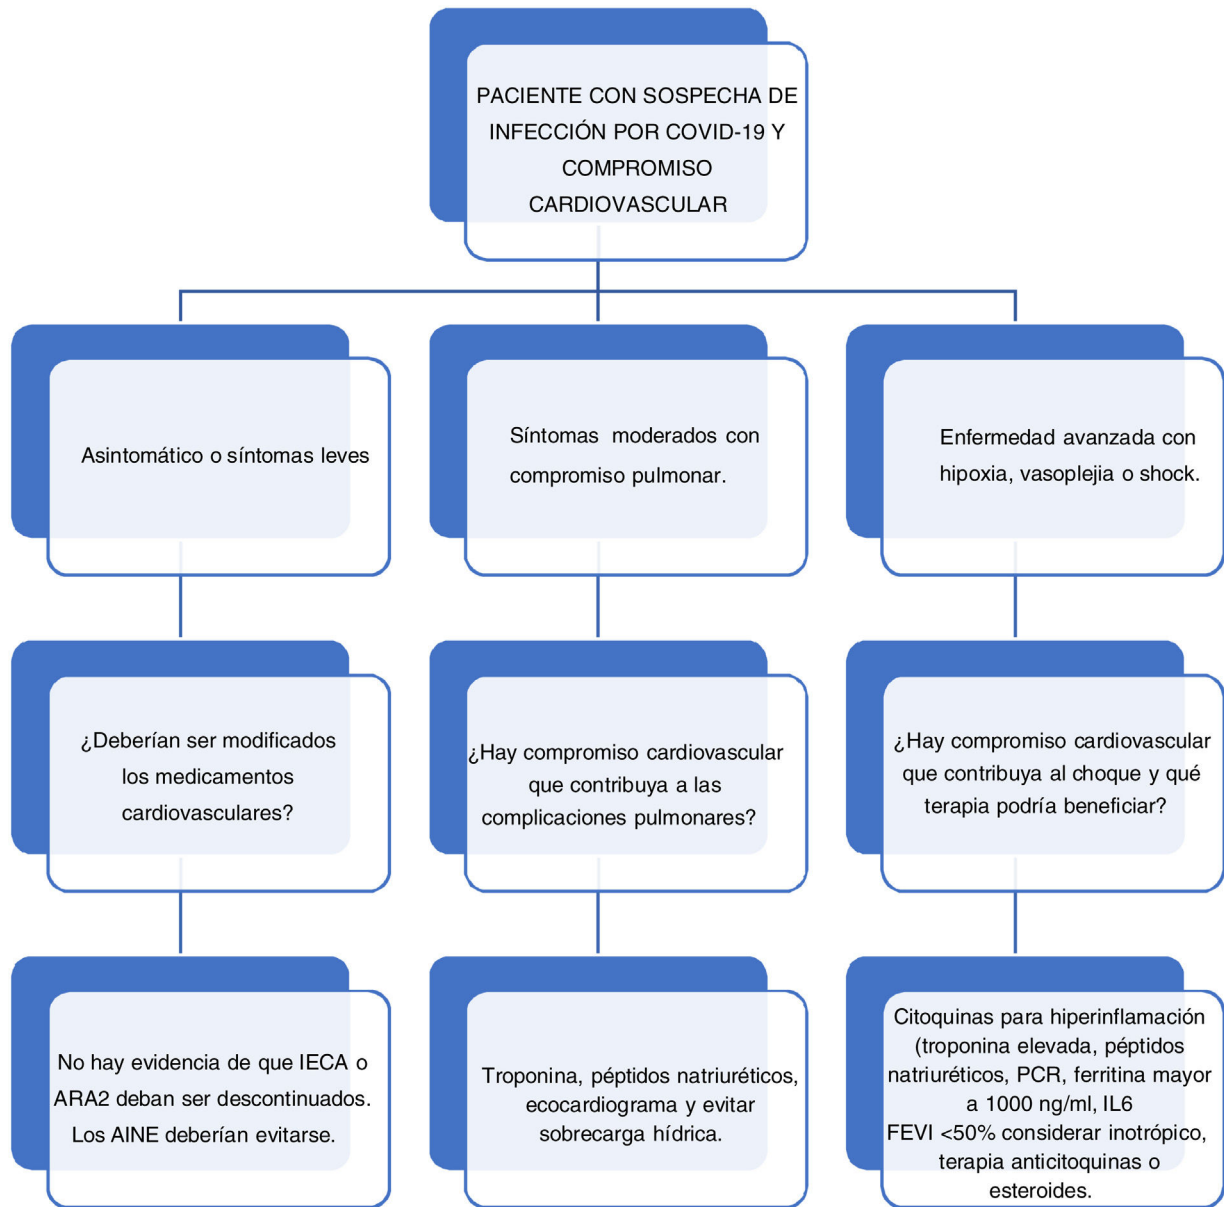 PACIENTE CON SOSPECHA DE
INFECCIÓN POR COVID-19 Y
COMPROMISO
CARDIOVASCULAR
Asintomático o síntomas leves
Síntomas moderados con
compromiso pulmonar.
Enfermedad avanzada con
hipoxia, vasoplejia o shock.
¿Deberían ser modificados
los medicamentos
cardiovasculares?
¿Hay compromiso cardiovascular
que contribuya a las
complicaciones pulmonares?
¿Hay compromiso cardiovascular
que contribuya al choque y qué
terapia podría beneficiar?
No hay evidencia de que IECA o
ARA2 deban ser descontinuados.
Los AINE deberían evitarse.
Troponina, péptidos natriuréticos,
ecocardiograma y evitar
sobrecarga hídrica.
Citoquinas para hiperinflamación
(troponina elevada, péptidos
natriuréticos, PCR, ferritina mayor
a 1000 ng/ml, IL6
FEVI <50% considerar inotrópico,
terapia anticitoquinas o
esteroides.